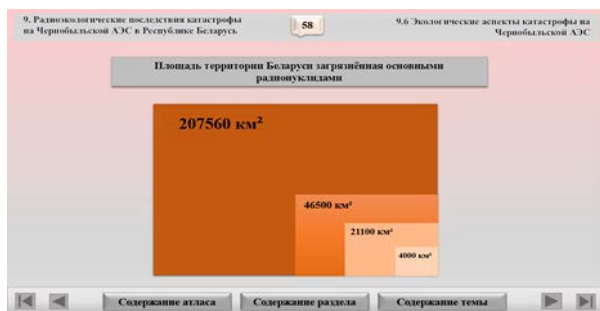 9. Радиоэкологические последствия катастрофы
на Чернобыльской АЭС в Республике Беларусь
58
9.6 Экологические аспекты катастрофы на
Чернобыльской АЭС
Площадь территории Беларуси загрязнённая основными
радионуклидами
207560 км²
46500 км²
21100 км²
4000 км²
Содержание атласа
Содержание раздела
Содержание темы